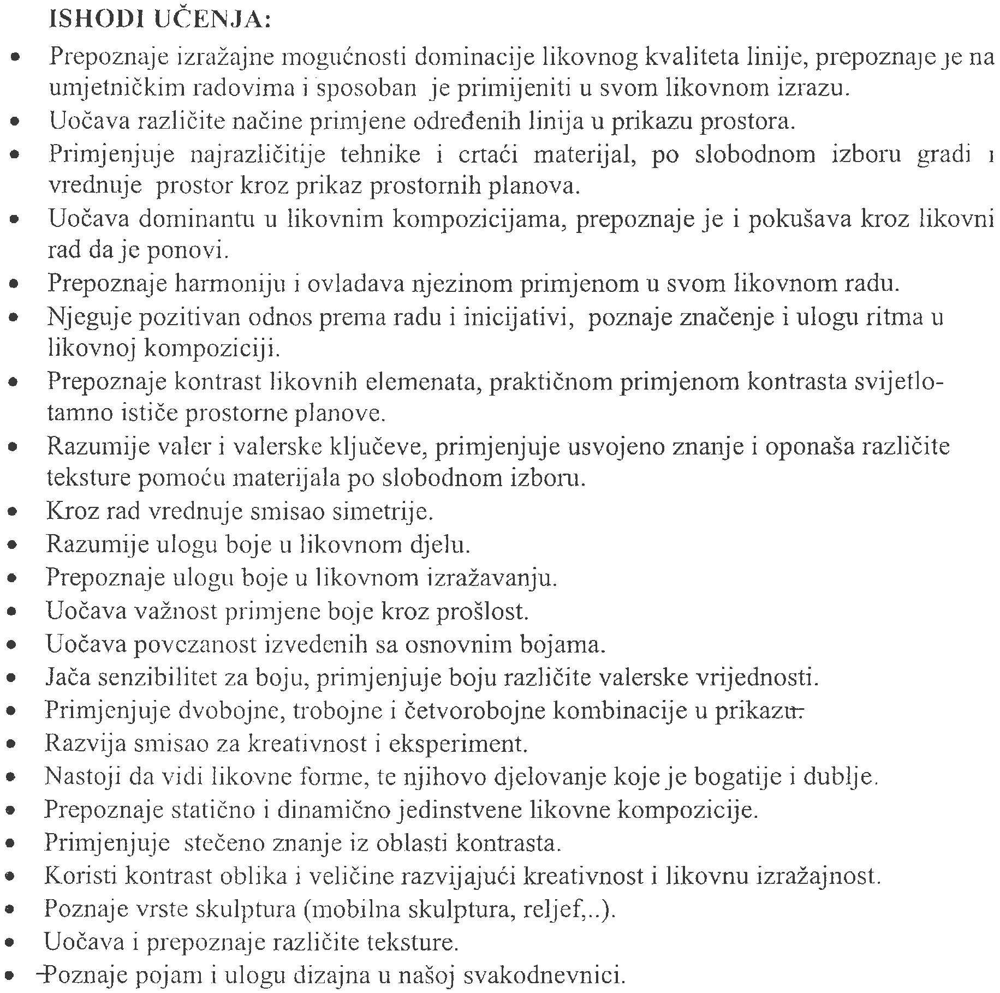 ISHODI UČENJA:
• Prepoznaje izražajne mogućnosti dominacije likovnog kvaliteta linije, prepoznaje je na
umjetničkim radovima i sposoban je primijeniti u svom likovnom izrazu.
• Uočava različite načine primjene određenih linija u prikazu prostora.
• Primjenjuje najrazličitije tehnike i crtaći materijal, po slobodnom izboru gradi i
vrednuje prostor kroz prikaz prostornih planova.
• Uočava dominantu u likovnim kompozicijama, prepoznaje je i pokušava kroz likovni
rad da je ponovi.
• Prepoznaje harmoniju i ovladava njezinom primjenom u svom likovnom radu.
• Njeguje pozitivan odnos prema radu i inicijativi, poznaje značenje i ulogu ritma u
likovnoj kompoziciji.
• Prepoznaje kontrast likovnih elemenata, praktičnom primjenom kontrasta svijetlo-
tamno ističe prostorne planove.
• Razumije valer i valerske ključeve, primjenjuje usvojeno znanje i oponaša različite
teksture pomoću materijala po slobodnom izboru.
• Kroz rad vrednuje smisao simetrije.
• Razumije ulogu boje u likovnom djelu.
• Prepoznaje ulogu boje u likovnom izražavanju.
• Uočava važnost primjene boje kroz prošlost.
• Uočava povezanost izvedenih sa osnovnim bojama.
• Jača senzibilitet za boju, primjenjuje boju različite valerske vrijednosti.
• Primjenjuje dvobojne, trobojne i četvorobojne kombinacije u prikazu.
• Razvija smisao za kreativnost i eksperiment.
• Nastoji da vidi likovne forme, te njihovo djelovanje koje je bogatije i dublje.
• Prepoznaje statično i dinamično jedinstvene likovne kompozicije.
• Primjenjuje stečeno znanje iz oblasti kontrasta.
• Koristi kontrast oblika i veličine razvijajući kreativnost i likovnu izražajnost.
• Poznaje vrste skulptura (mobilna skulptura, reljef,..).
• Uočava i prepoznaje različite teksture.
• Poznaje pojam i ulogu dizajna u našoj svakodnevnici.